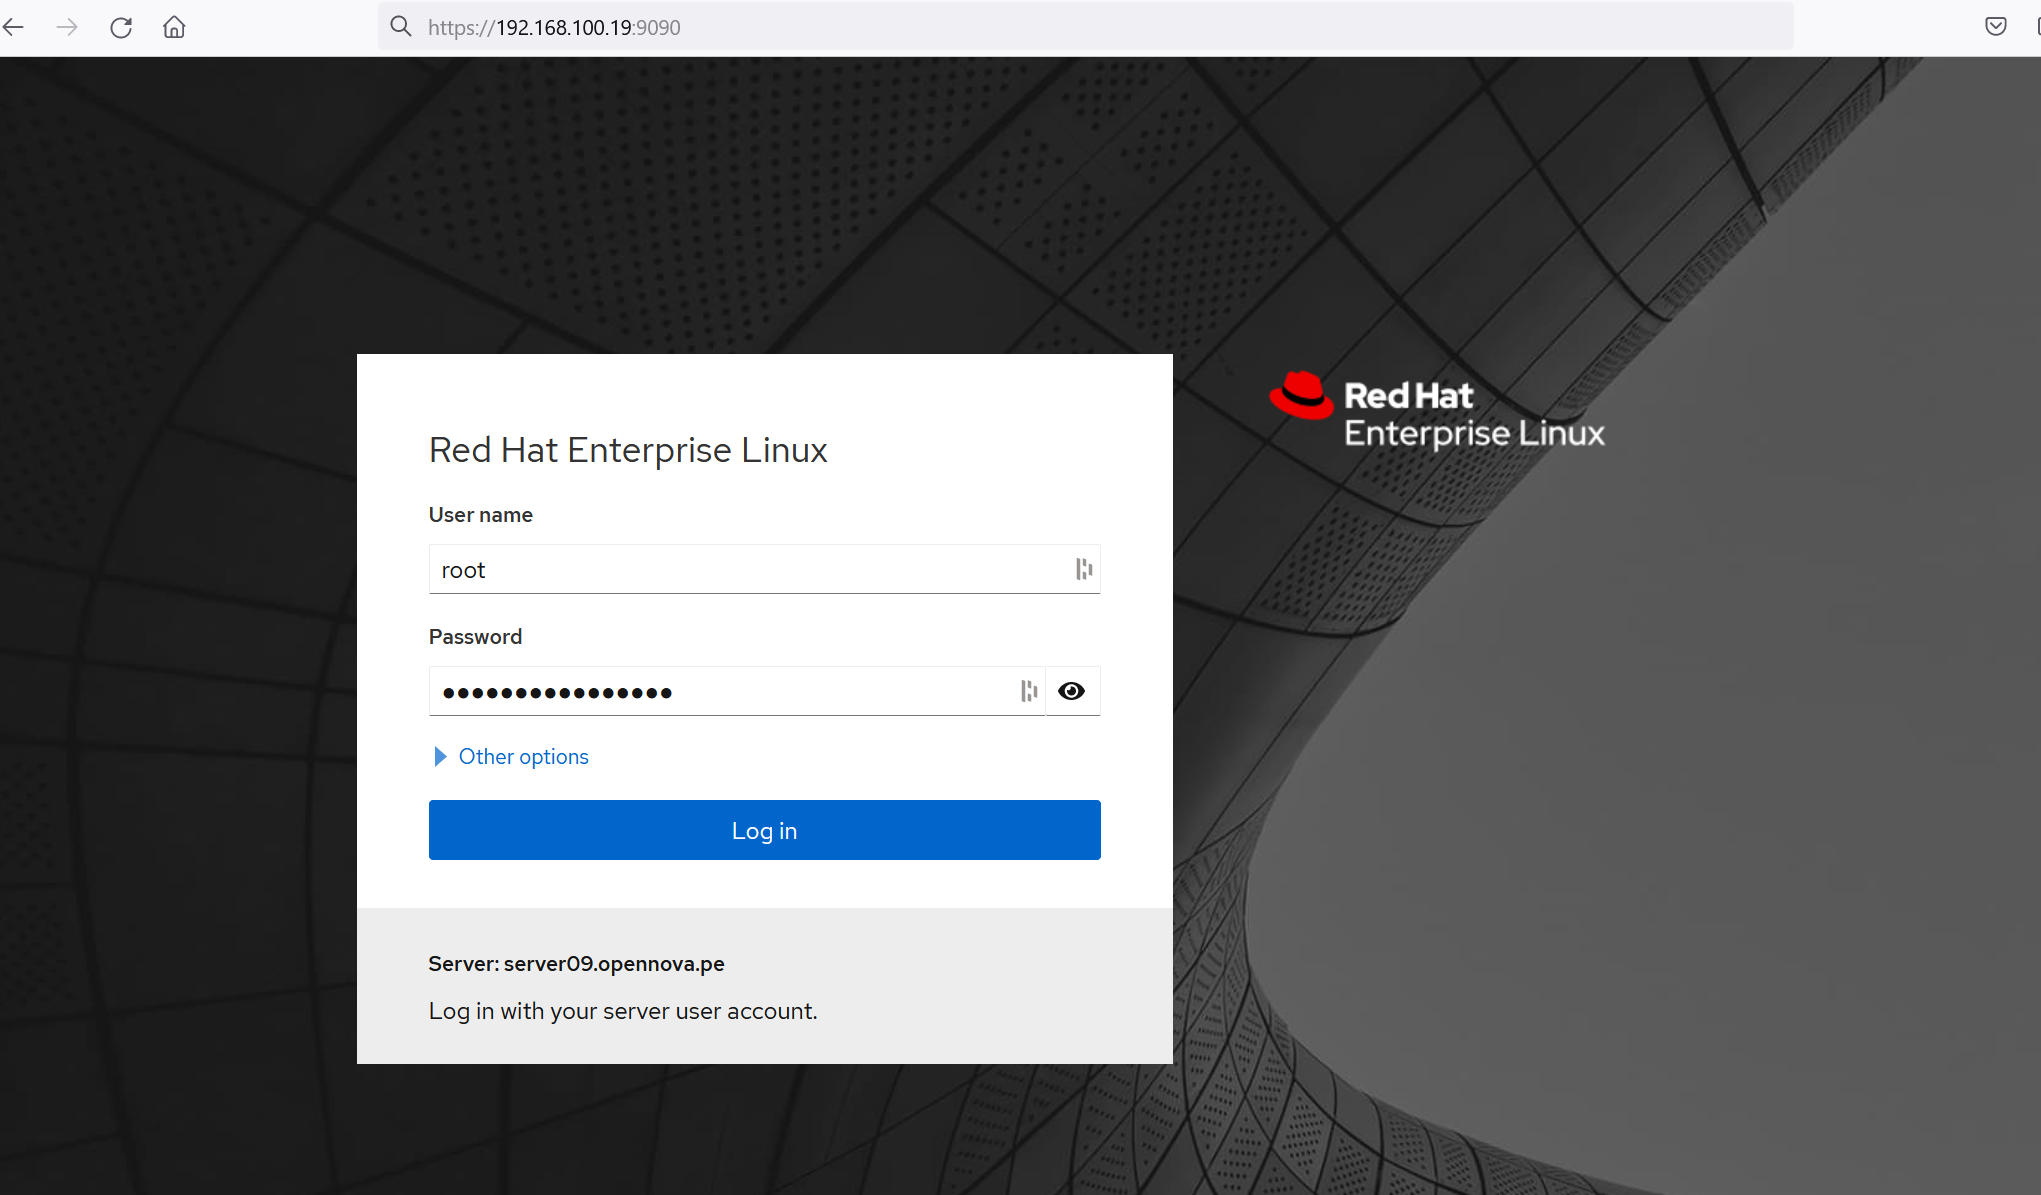 https://192.168.100.19:9090
Red Hat
Enterprise Linux
Red Hat Enterprise Linux
User name
root
Password
●●●●●●●●●●●●●●●●
Other options
Log in
Server: server09.opennova.pe
Log in with your server user account.